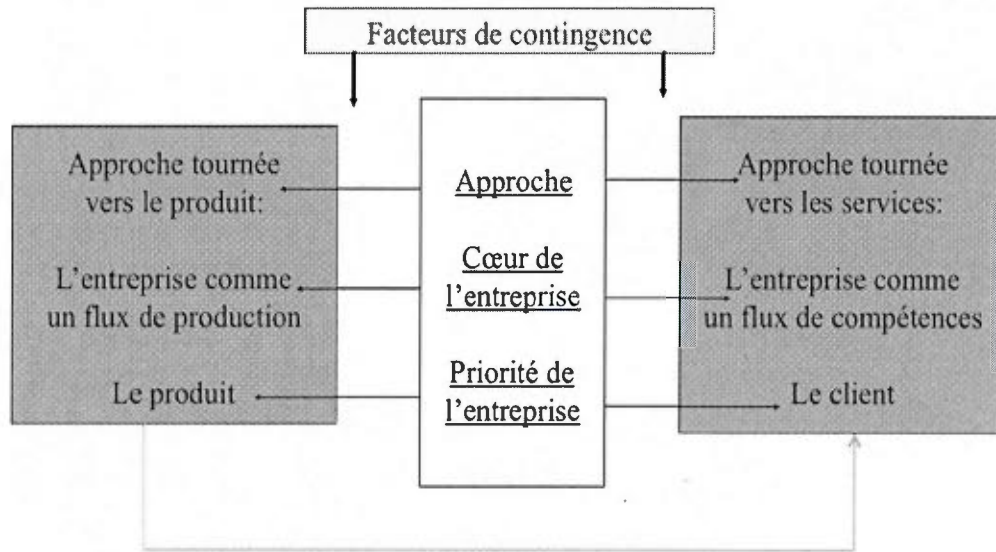 Facteurs de contingence
Approche tournée
vers le produit:
L'entreprise comme
un flux de production
Le produit
Approche
Cœur de
l'entreprise
Priorité de
l'entreprise
Approche tournée
vers les services:
L'entreprise comme
un flux de compétences
Le client